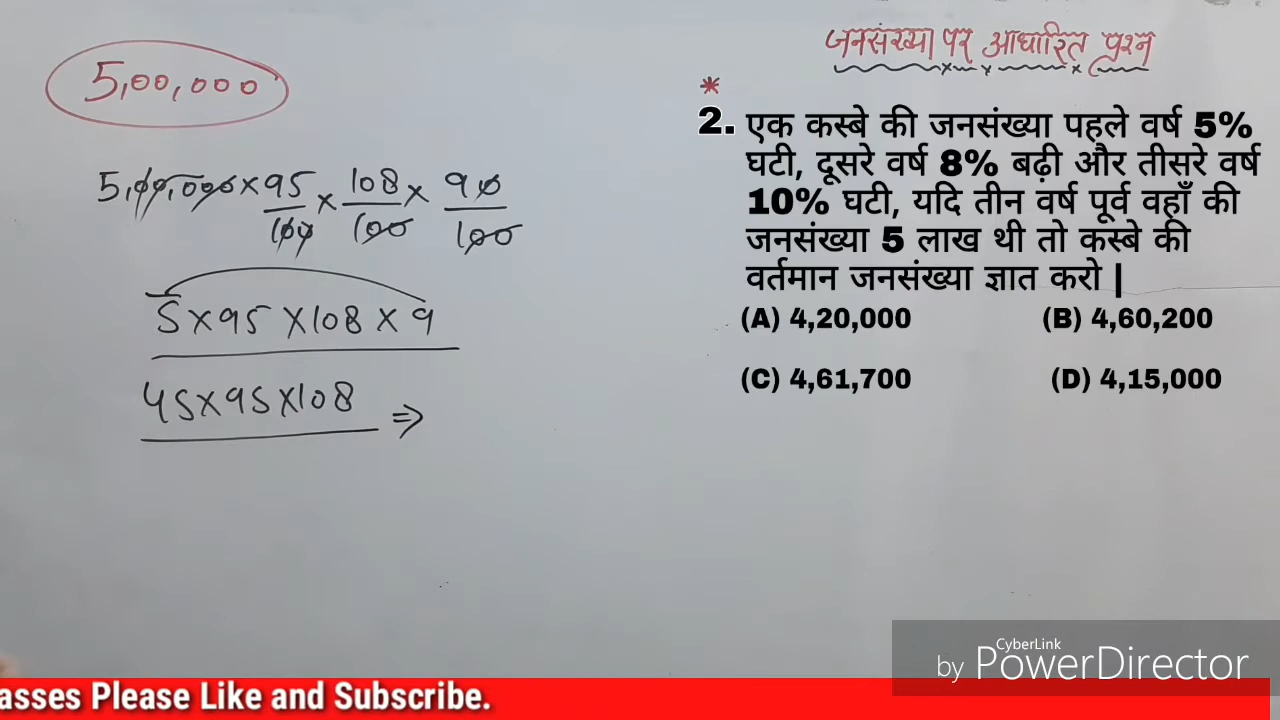 5,00,000
5,00,000 × 95/100 × 108/100 × 90/100
5 × 95 × 108 × 9
45 × 95 × 108 ⇒
जनसंख्या पर आधारित प्रश्न
*
2. एक कस्बे की जनसंख्या पहले वर्ष 5%
घटी, दूसरे वर्ष 8% बढ़ी और तीसरे वर्ष
10% घटी, यदि तीन वर्ष पूर्व वहाँ की
जनसंख्या 5 लाख थी तो कस्बे की
वर्तमान जनसंख्या ज्ञात करो |
(A) 4,20,000 (B) 4,60,200
(C) 4,61,700 (D) 4,15,000
CyberLink
by PowerDirector
asses Please Like and Subscribe.